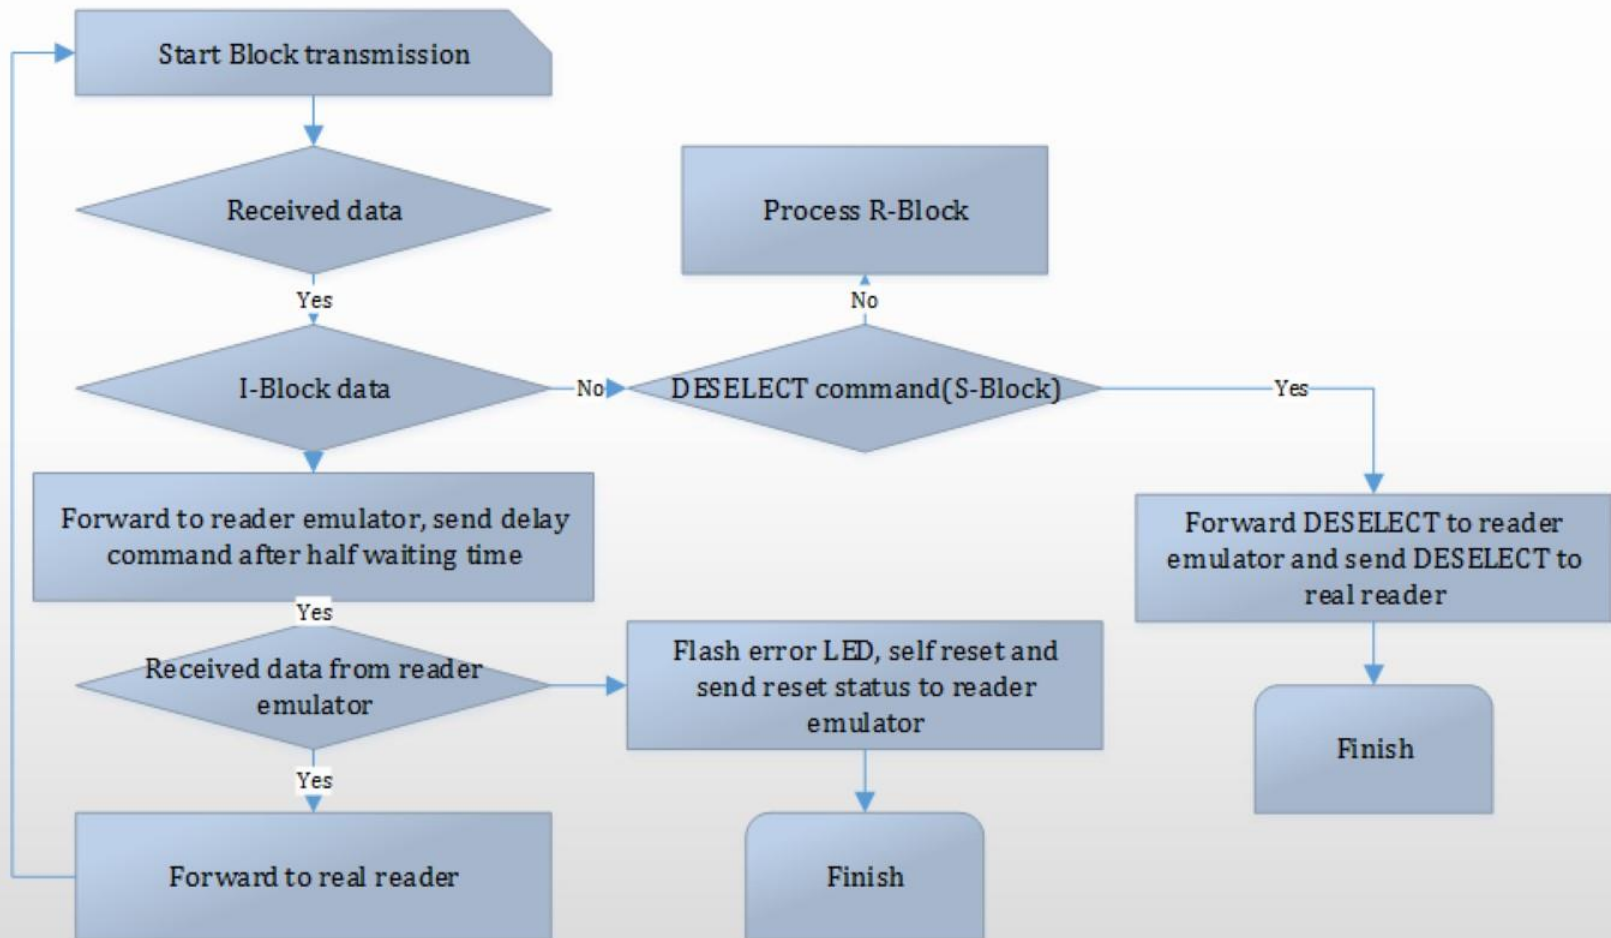 Start Block transmission
Received data
Process R-Block
Yes
No
I-Block data
No
DESELECT command(S-Block)
Yes
Forward to reader emulator, send delay
command after half waiting time
Forward DESELECT to reader
emulator and send DESELECT to
real reader
Yes
Received data from reader
emulator
Flash error LED, self reset and
send reset status to reader
emulator
Finish
Yes
Forward to real reader
Finish